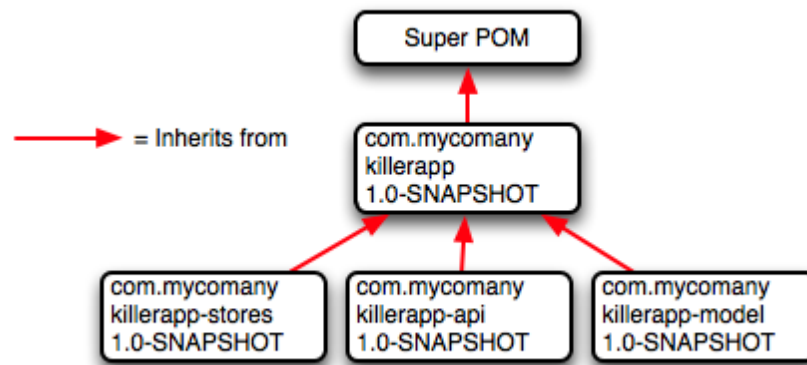 Super POM
= Inherits from
com.mycomany
killerapp
1.0-SNAPSHOT
com.mycomany
killerapp-stores
1.0-SNAPSHOT
com.mycomany
killerapp-api
1.0-SNAPSHOT
com.mycomany
killerapp-model
1.0-SNAPSHOT